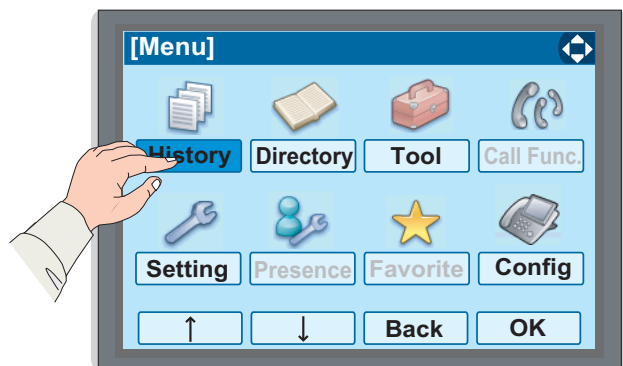 [Menu]
History Directory Tool Call Func.
Setting Presence Favorite Config
↑ ↓ Back OK